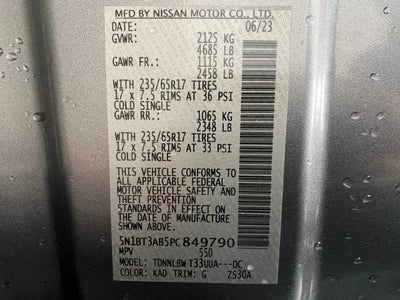 MFD BY NISSAN MOTOR CO., LTD.
DATE: 06/23
GVWR: 2125 KG
4685 LB
GAWR FR.: 1115 KG
2458 LB
WITH 235/65R17 TIRES
17 x 7.5 RIMS AT 36 PSI
COLD SINGLE
GAWR RR.: 1065 KG
2348 LB
WITH 235/65R17 TIRES
17 x 7.5 RIMS AT 33 PSI
COLD SINGLE
THIS VEHICLE CONFORMS TO
ALL APPLICABLE FEDERAL
MOTOR VEHICLE SAFETY, BUMPER,
AND THEFT PREVENTION
STANDARDS IN EFFECT ON THE
DATE OF MANUFACTURE
SHOWN ABOVE.
5N1BT3AB5PC849790
MPV 550
MODEL: TDNNLBW T33UUA---DC
COLOR: KAD TRIM: G ZS30A